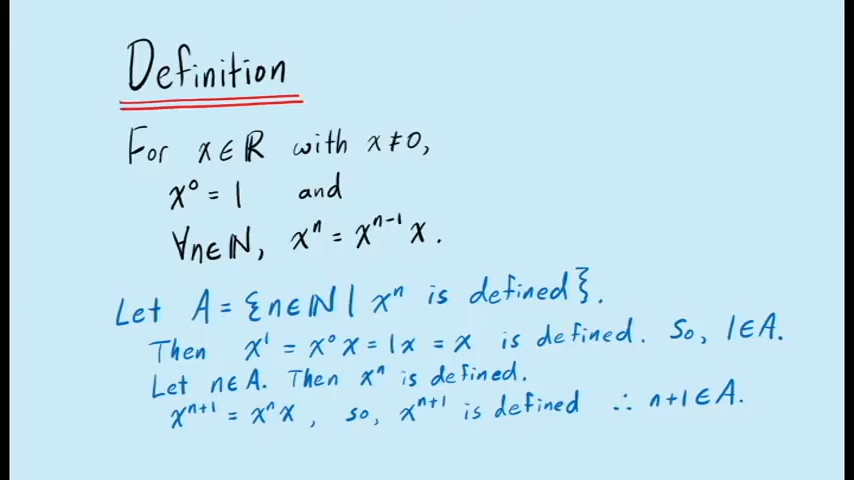 Definition
For x∈ℝ with x≠0,
x⁰ = 1 and
∀n∈ℕ, xⁿ = xⁿ⁻¹ x.
Let A = {n∈ℕ | xⁿ is defined}.
Then x¹ = x⁰x = 1x = x is defined. So, 1∈A.
Let n∈A. Then xⁿ is defined.
xⁿ⁺¹ = xⁿx, so, xⁿ⁺¹ is defined ∴ n+1∈A.